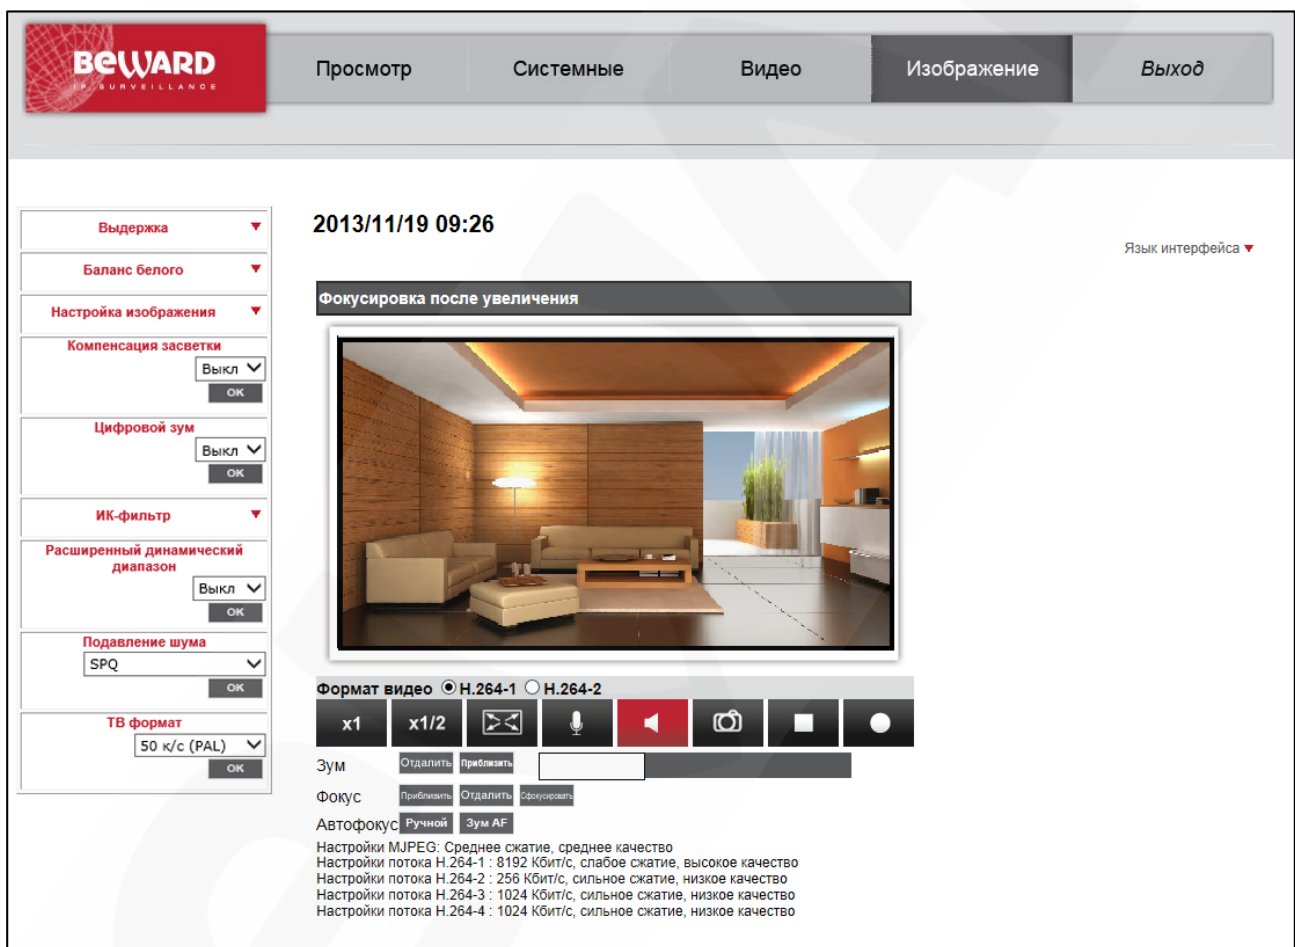 BEWARD
IP SURVEILLANCE
Просмотр
Системные
Видео
Изображение
Выход
2013/11/19 09:26
Язык интерфейса
Выдержка
Баланс белого
Настройка изображения
Компенсация засветки
Выкл
ОК
Цифровой зум
Выкл
ОК
ИК-фильтр
Расширенный динамический
диапазон
Выкл
ОК
Подавление шума
SPQ
ОК
ТВ формат
50 к/с (PAL)
ОК
Фокусировка после увеличения
Формат видео H.264-1 H.264-2
x1 x1/2
Зум Отдалить Приблизить
Фокус Приблизить Отдалить Сфокусировать
Автофокус Ручной Зум AF
Настройки MJPEG: Среднее сжатие, среднее качество
Настройки потока H.264-1 : 8192 Кбит/с, слабое сжатие, высокое качество
Настройки потока H.264-2 : 256 Кбит/с, сильное сжатие, низкое качество
Настройки потока H.264-3 : 1024 Кбит/с, сильное сжатие, низкое качество
Настройки потока H.264-4 : 1024 Кбит/с, сильное сжатие, низкое качество